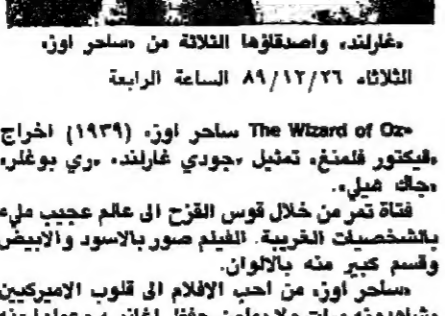 «غارلند» واصدقاؤها الثلاثة من «ساحر اوز»
الثلاثاء ٨٩/١٢/٢٦ الساعة الرابعة
«The Wizard of Oz ساحر اوز» (١٩٣٩) اخراج
«فيكتور فلمنغ» تمثيل «جودي غارلند» «ري بوغلر»
«جاك هيلي».
فتاة تمر من خلال قوس القزح الى عالم عجيب مليء
بالشخصيات الغريبة. الفيلم صور بالاسود والابيض
وقسم كبير منه بالالوان.
«ساحر اوز» من احب الافلام الى قلوب الاميركيين